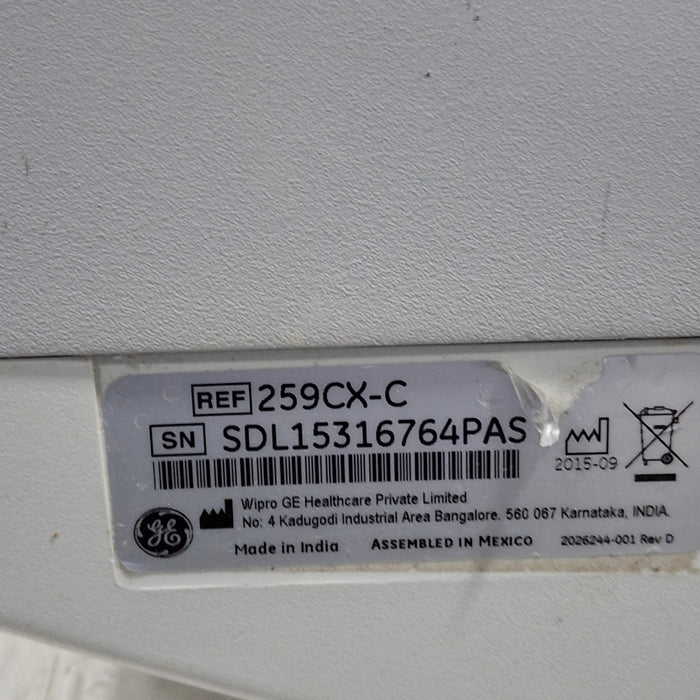 REF 259CX-C
SN SDL15316764PAS
2015-09
Wipro GE Healthcare Private Limited
No: 4 Kadugodi Industrial Area Bangalore. 560 067 Karnataka, INDIA.
GE
Made in India ASSEMBLED IN MEXICO 2026244-001 Rev D